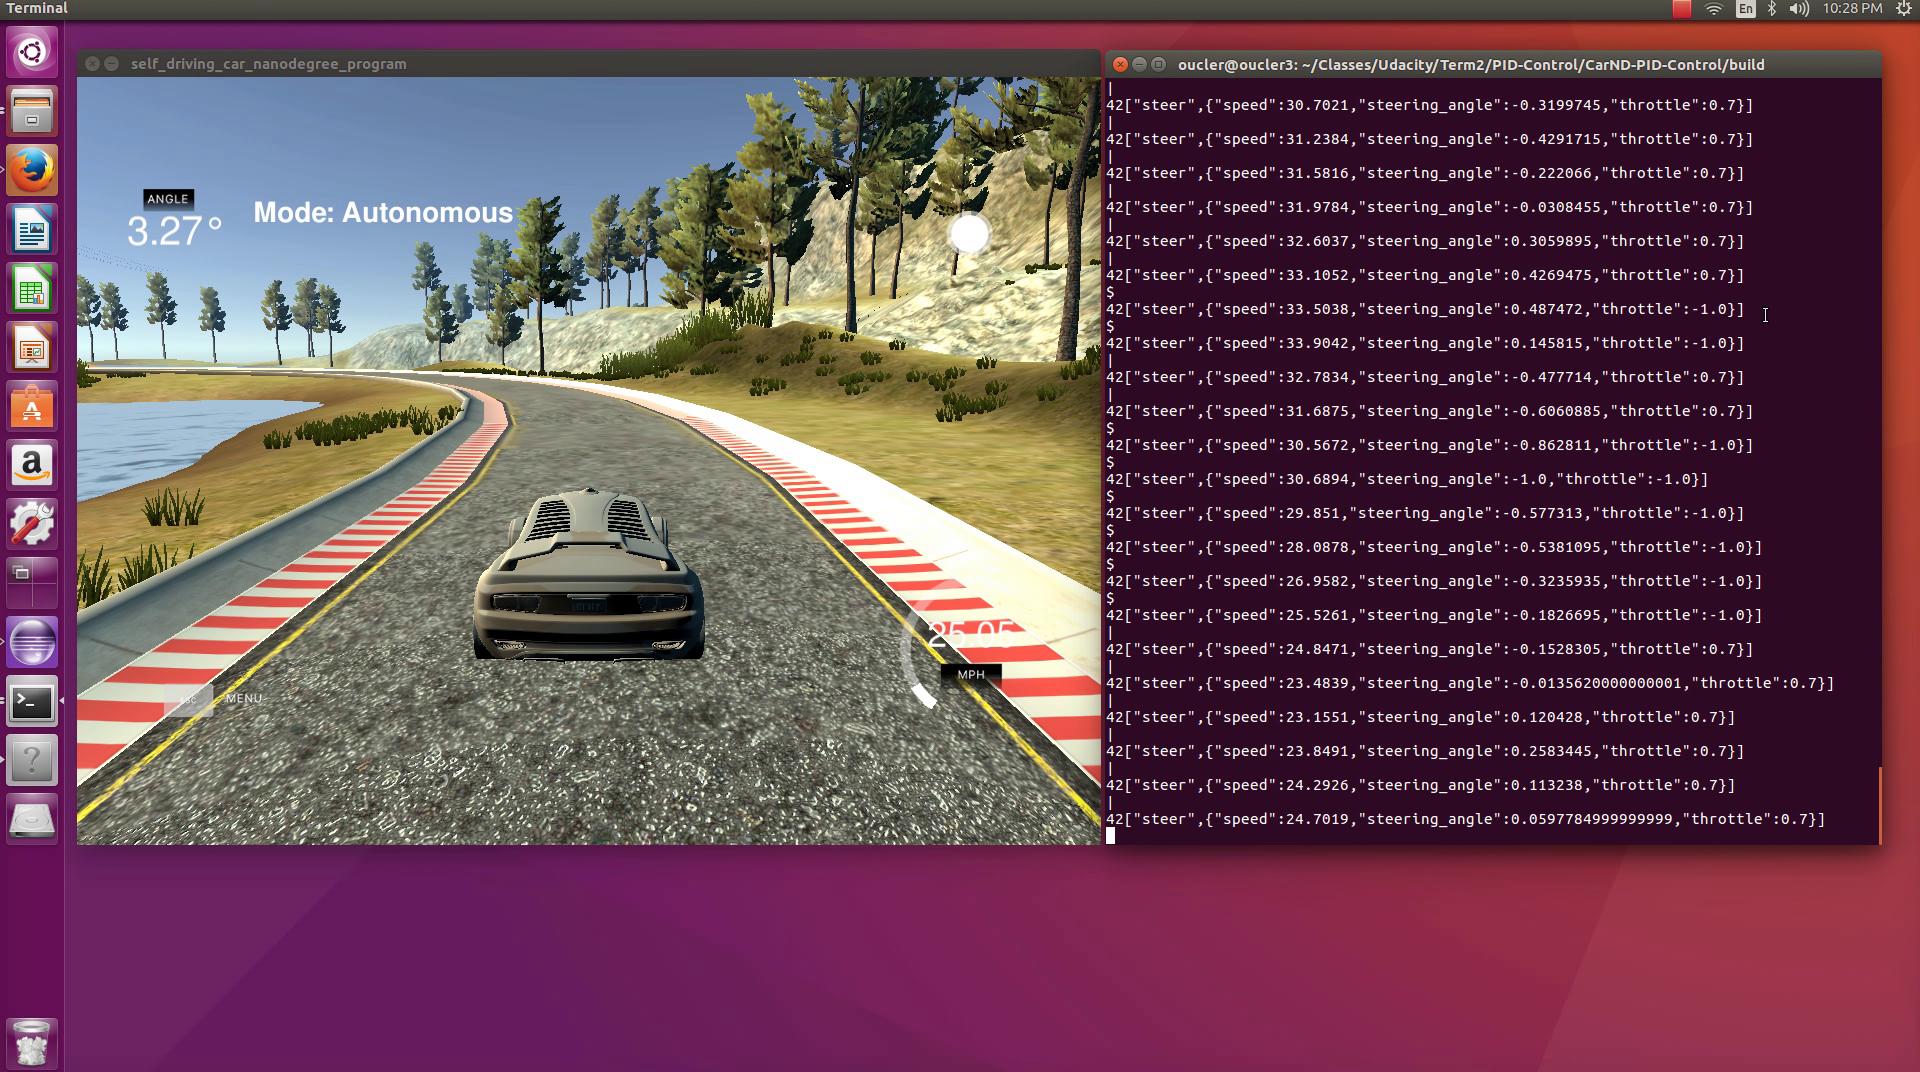 Terminal
En
10:28 PM
self_driving_car_nanodegree_program
ANGLE
3.27°
Mode: Autonomous
25.05
MPH
esc
MENU
oucler@oucler3: ~/Classes/Udacity/Term2/PID-Control/CarND-PID-Control/build
|
42["steer",{"speed":30.7021,"steering_angle":-0.3199745,"throttle":0.7}]
|
42["steer",{"speed":31.2384,"steering_angle":-0.4291715,"throttle":0.7}]
|
42["steer",{"speed":31.5816,"steering_angle":-0.222066,"throttle":0.7}]
|
42["steer",{"speed":31.9784,"steering_angle":-0.0308455,"throttle":0.7}]
|
42["steer",{"speed":32.6037,"steering_angle":0.3059895,"throttle":0.7}]
|
42["steer",{"speed":33.1052,"steering_angle":0.4269475,"throttle":0.7}]
$
42["steer",{"speed":33.5038,"steering_angle":0.487472,"throttle":-1.0}]
$
42["steer",{"speed":33.9042,"steering_angle":0.145815,"throttle":-1.0}]
|
42["steer",{"speed":32.7834,"steering_angle":-0.477714,"throttle":0.7}]
|
42["steer",{"speed":31.6875,"steering_angle":-0.6060885,"throttle":0.7}]
$
42["steer",{"speed":30.5672,"steering_angle":-0.862811,"throttle":-1.0}]
$
42["steer",{"speed":30.6894,"steering_angle":-1.0,"throttle":-1.0}]
$
42["steer",{"speed":29.851,"steering_angle":-0.577313,"throttle":-1.0}]
$
42["steer",{"speed":28.0878,"steering_angle":-0.5381095,"throttle":-1.0}]
$
42["steer",{"speed":26.9582,"steering_angle":-0.3235935,"throttle":-1.0}]
$
42["steer",{"speed":25.5261,"steering_angle":-0.1826695,"throttle":-1.0}]
|
42["steer",{"speed":24.8471,"steering_angle":-0.1528305,"throttle":0.7}]
|
42["steer",{"speed":23.4839,"steering_angle":-0.0135620000000001,"throttle":0.7}]
|
42["steer",{"speed":23.1551,"steering_angle":0.120428,"throttle":0.7}]
|
42["steer",{"speed":23.8491,"steering_angle":0.2583445,"throttle":0.7}]
|
42["steer",{"speed":24.2926,"steering_angle":0.113238,"throttle":0.7}]
|
42["steer",{"speed":24.7019,"steering_angle":0.0597784999999999,"throttle":0.7}]